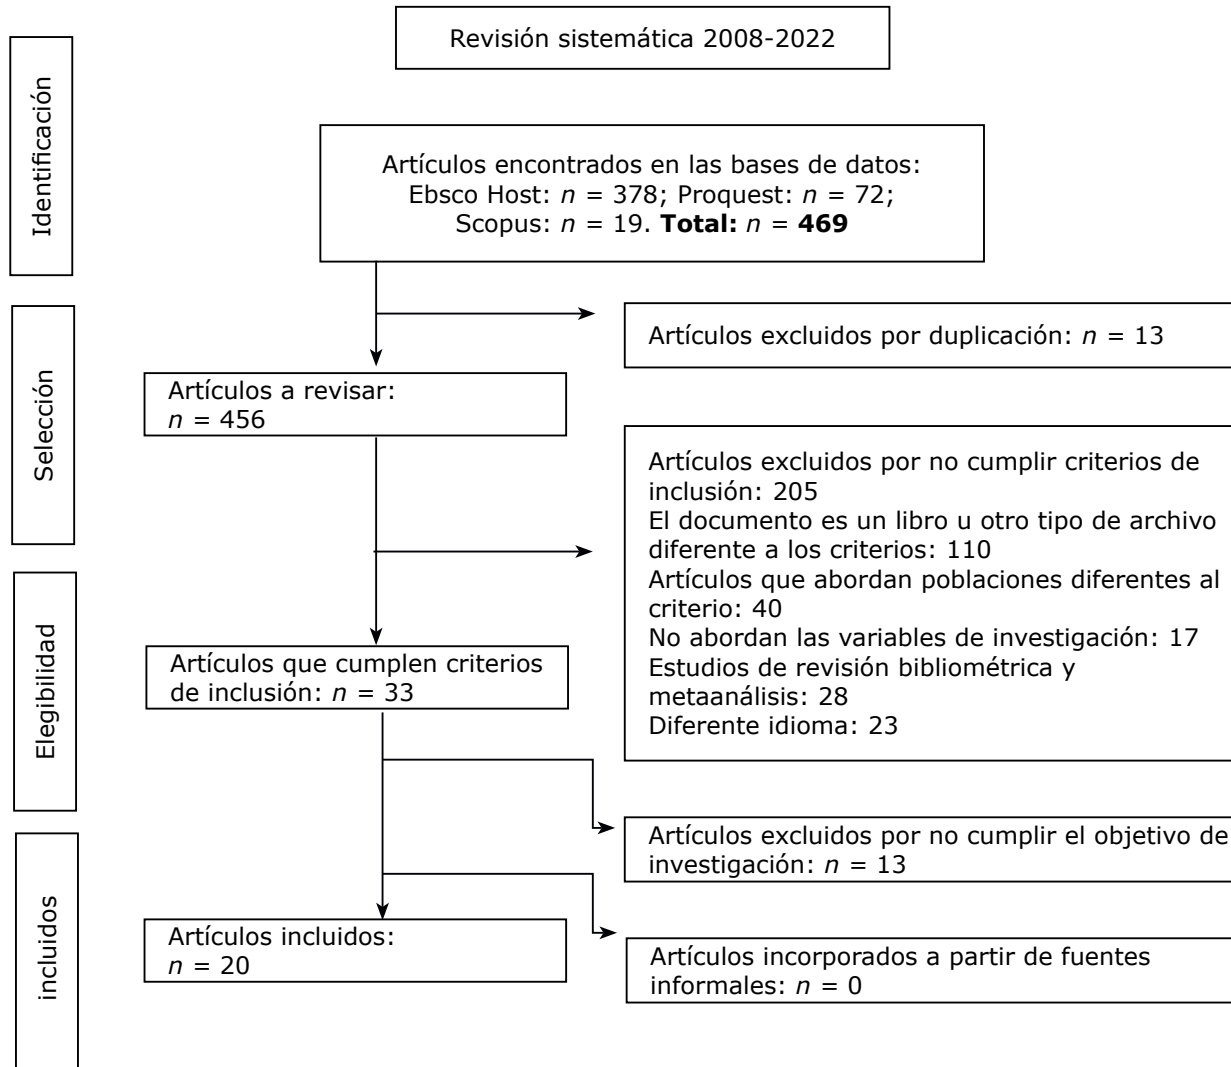 Revisión sistemática 2008-2022
Identificación
Artículos encontrados en las bases de datos:
Ebsco Host: n = 378; Proquest: n = 72;
Scopus: n = 19. Total: n = 469
Selección
Artículos excluidos por duplicación: n = 13
Artículos a revisar:
n = 456
Artículos excluidos por no cumplir criterios de
inclusión: 205
El documento es un libro u otro tipo de archivo
diferente a los criterios: 110
Artículos que abordan poblaciones diferentes al
criterio: 40
No abordan las variables de investigación: 17
Estudios de revisión bibliométrica y
metaanálisis: 28
Diferente idioma: 23
Elegibilidad
Artículos que cumplen criterios
de inclusión: n = 33
Artículos excluidos por no cumplir el objetivo de
investigación: n = 13
incluidos
Artículos incluidos:
n = 20
Artículos incorporados a partir de fuentes
informales: n = 0